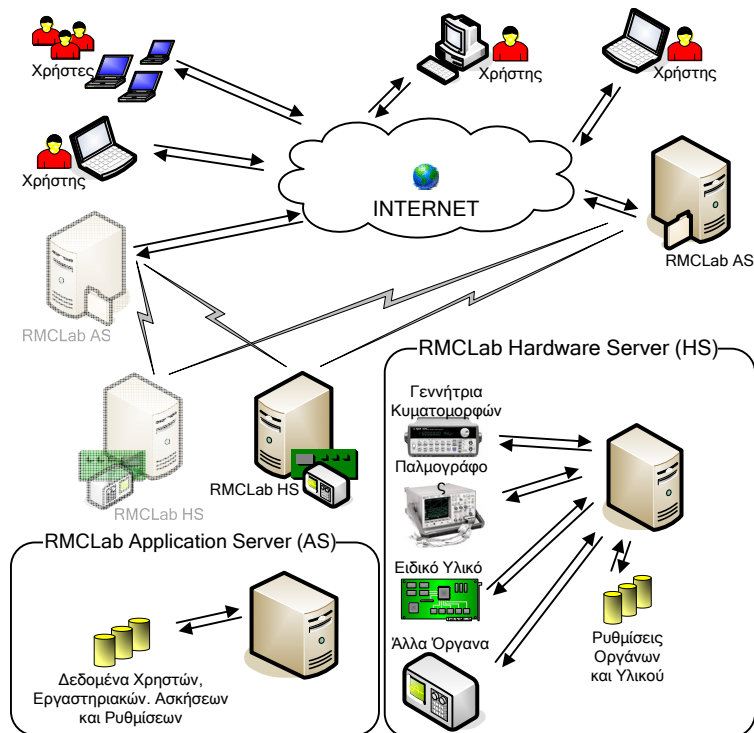 Χρήστες
Χρήστης
Χρήστης
Χρήστης
INTERNET
RMCLab AS
RMCLab AS
RMCLab HS
RMCLab HS
RMCLab Hardware Server (HS)
Γεννήτρια
Κυματομορφών
Παλμογράφο
ς
Ειδικό Υλικό
Άλλα Όργανα
Ρυθμίσεις
Οργάνων
και Υλικού
RMCLab Application Server (AS)
Δεδομένα Χρηστών,
Εργαστηριακών. Ασκήσεων
και Ρυθμίσεων